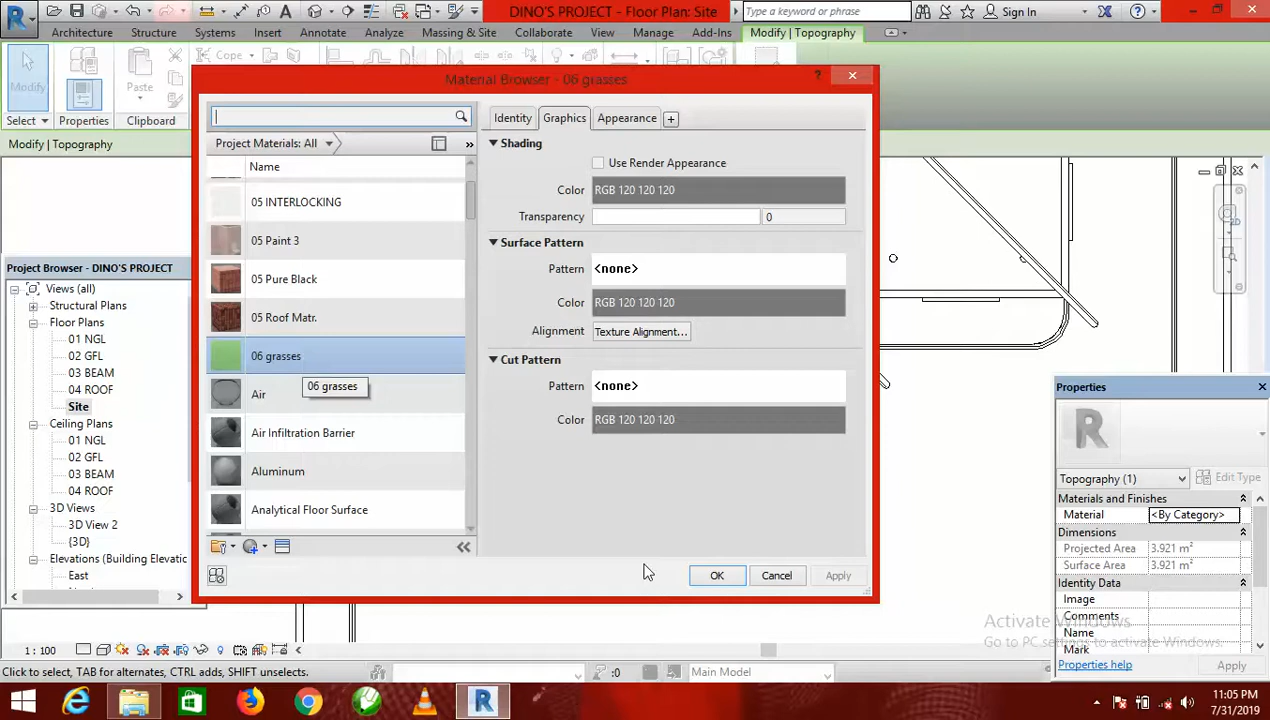 DINO'S PROJECT - Floor Plan: Site
Type a keyword or phrase
Sign In
Architecture Structure Systems Insert Annotate Analyze Massing & Site Collaborate View Manage Add-Ins Modify | Topography
Modify
Paste
Cope
Select Properties Clipboard
Modify | Topography
Material Browser - 06 grasses
Project Materials: All
Name
05 INTERLOCKING
05 Paint 3
05 Pure Black
05 Roof Matr.
06 grasses
06 grasses
Air
Air Infiltration Barrier
Aluminum
Analytical Floor Surface
Identity Graphics Appearance
Shading
Use Render Appearance
Color RGB 120 120 120
Transparency 0
Surface Pattern
Pattern <none>
Color RGB 120 120 120
Alignment Texture Alignment...
Cut Pattern
Pattern <none>
Color RGB 120 120 120
OK Cancel Apply
Project Browser - DINO'S PROJECT
Views (all)
Structural Plans
Floor Plans
01 NGL
02 GFL
03 BEAM
04 ROOF
Site
Ceiling Plans
01 NGL
02 GFL
03 BEAM
04 ROOF
3D Views
3D View 2
{3D}
Elevations (Building Elevatic
East
Properties
Topography (1) Edit Type
Materials and Finishes
Material <By Category>
Dimensions
Projected Area 3.921 m²
Surface Area 3.921 m²
Identity Data
Image
Comments
Name
Mark
Properties help Apply
Activate Windows
Go to PC settings to activate Windows.
1 : 100
Click to select, TAB for alternates, CTRL adds, SHIFT unselects.
:0 Main Model
11:05 PM
7/31/2019